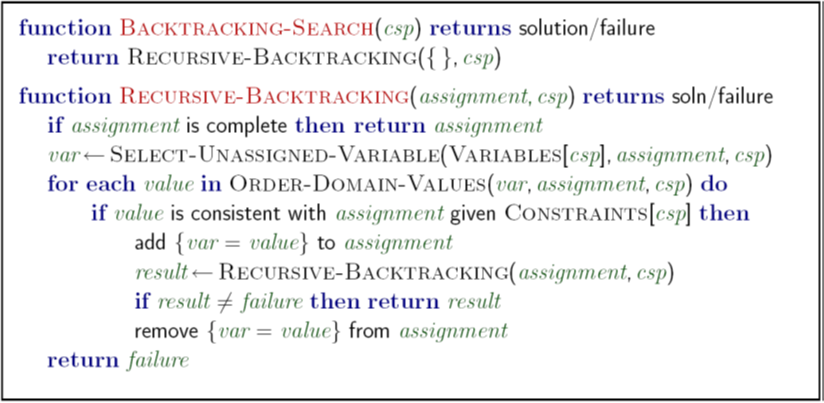 function BACKTRACKING-SEARCH(csp) returns solution/failure
return RECURSIVE-BACKTRACKING({ }, csp)
function RECURSIVE-BACKTRACKING(assignment, csp) returns soln/failure
if assignment is complete then return assignment
var ← SELECT-UNASSIGNED-VARIABLE(VARIABLES[csp], assignment, csp)
for each value in ORDER-DOMAIN-VALUES(var, assignment, csp) do
if value is consistent with assignment given CONSTRAINTS[csp] then
add {var = value} to assignment
result ← RECURSIVE-BACKTRACKING(assignment, csp)
if result ≠ failure then return result
remove {var = value} from assignment
return failure